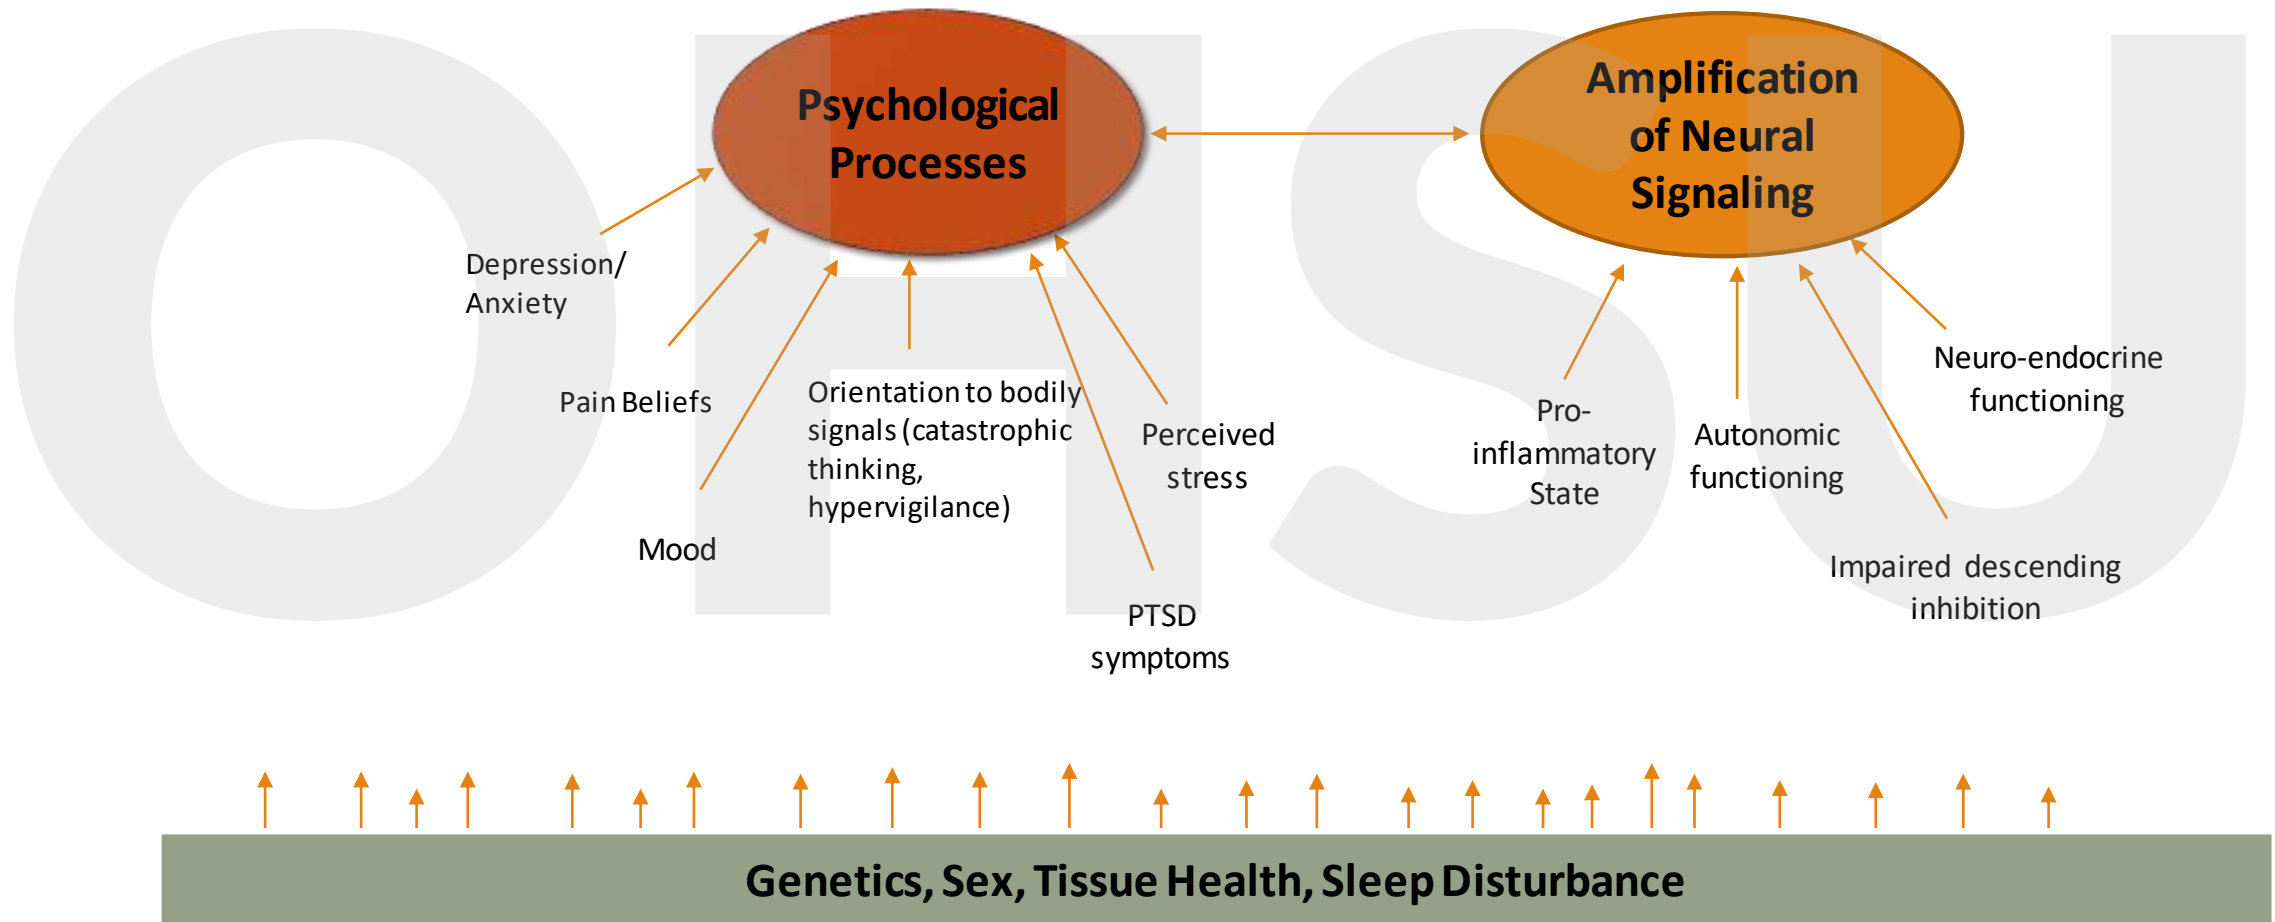 OHSU
Psychological
Processes
Amplification
of Neural
Signaling
Depression/
Anxiety
Pain Beliefs
Mood
Orientation to bodily
signals (catastrophic
thinking,
hypervigilance)
Perceived
stress
PTSD
symptoms
Pro-
inflammatory
State
Autonomic
functioning
Neuro-endocrine
functioning
Impaired descending
inhibition
Genetics, Sex, Tissue Health, Sleep Disturbance